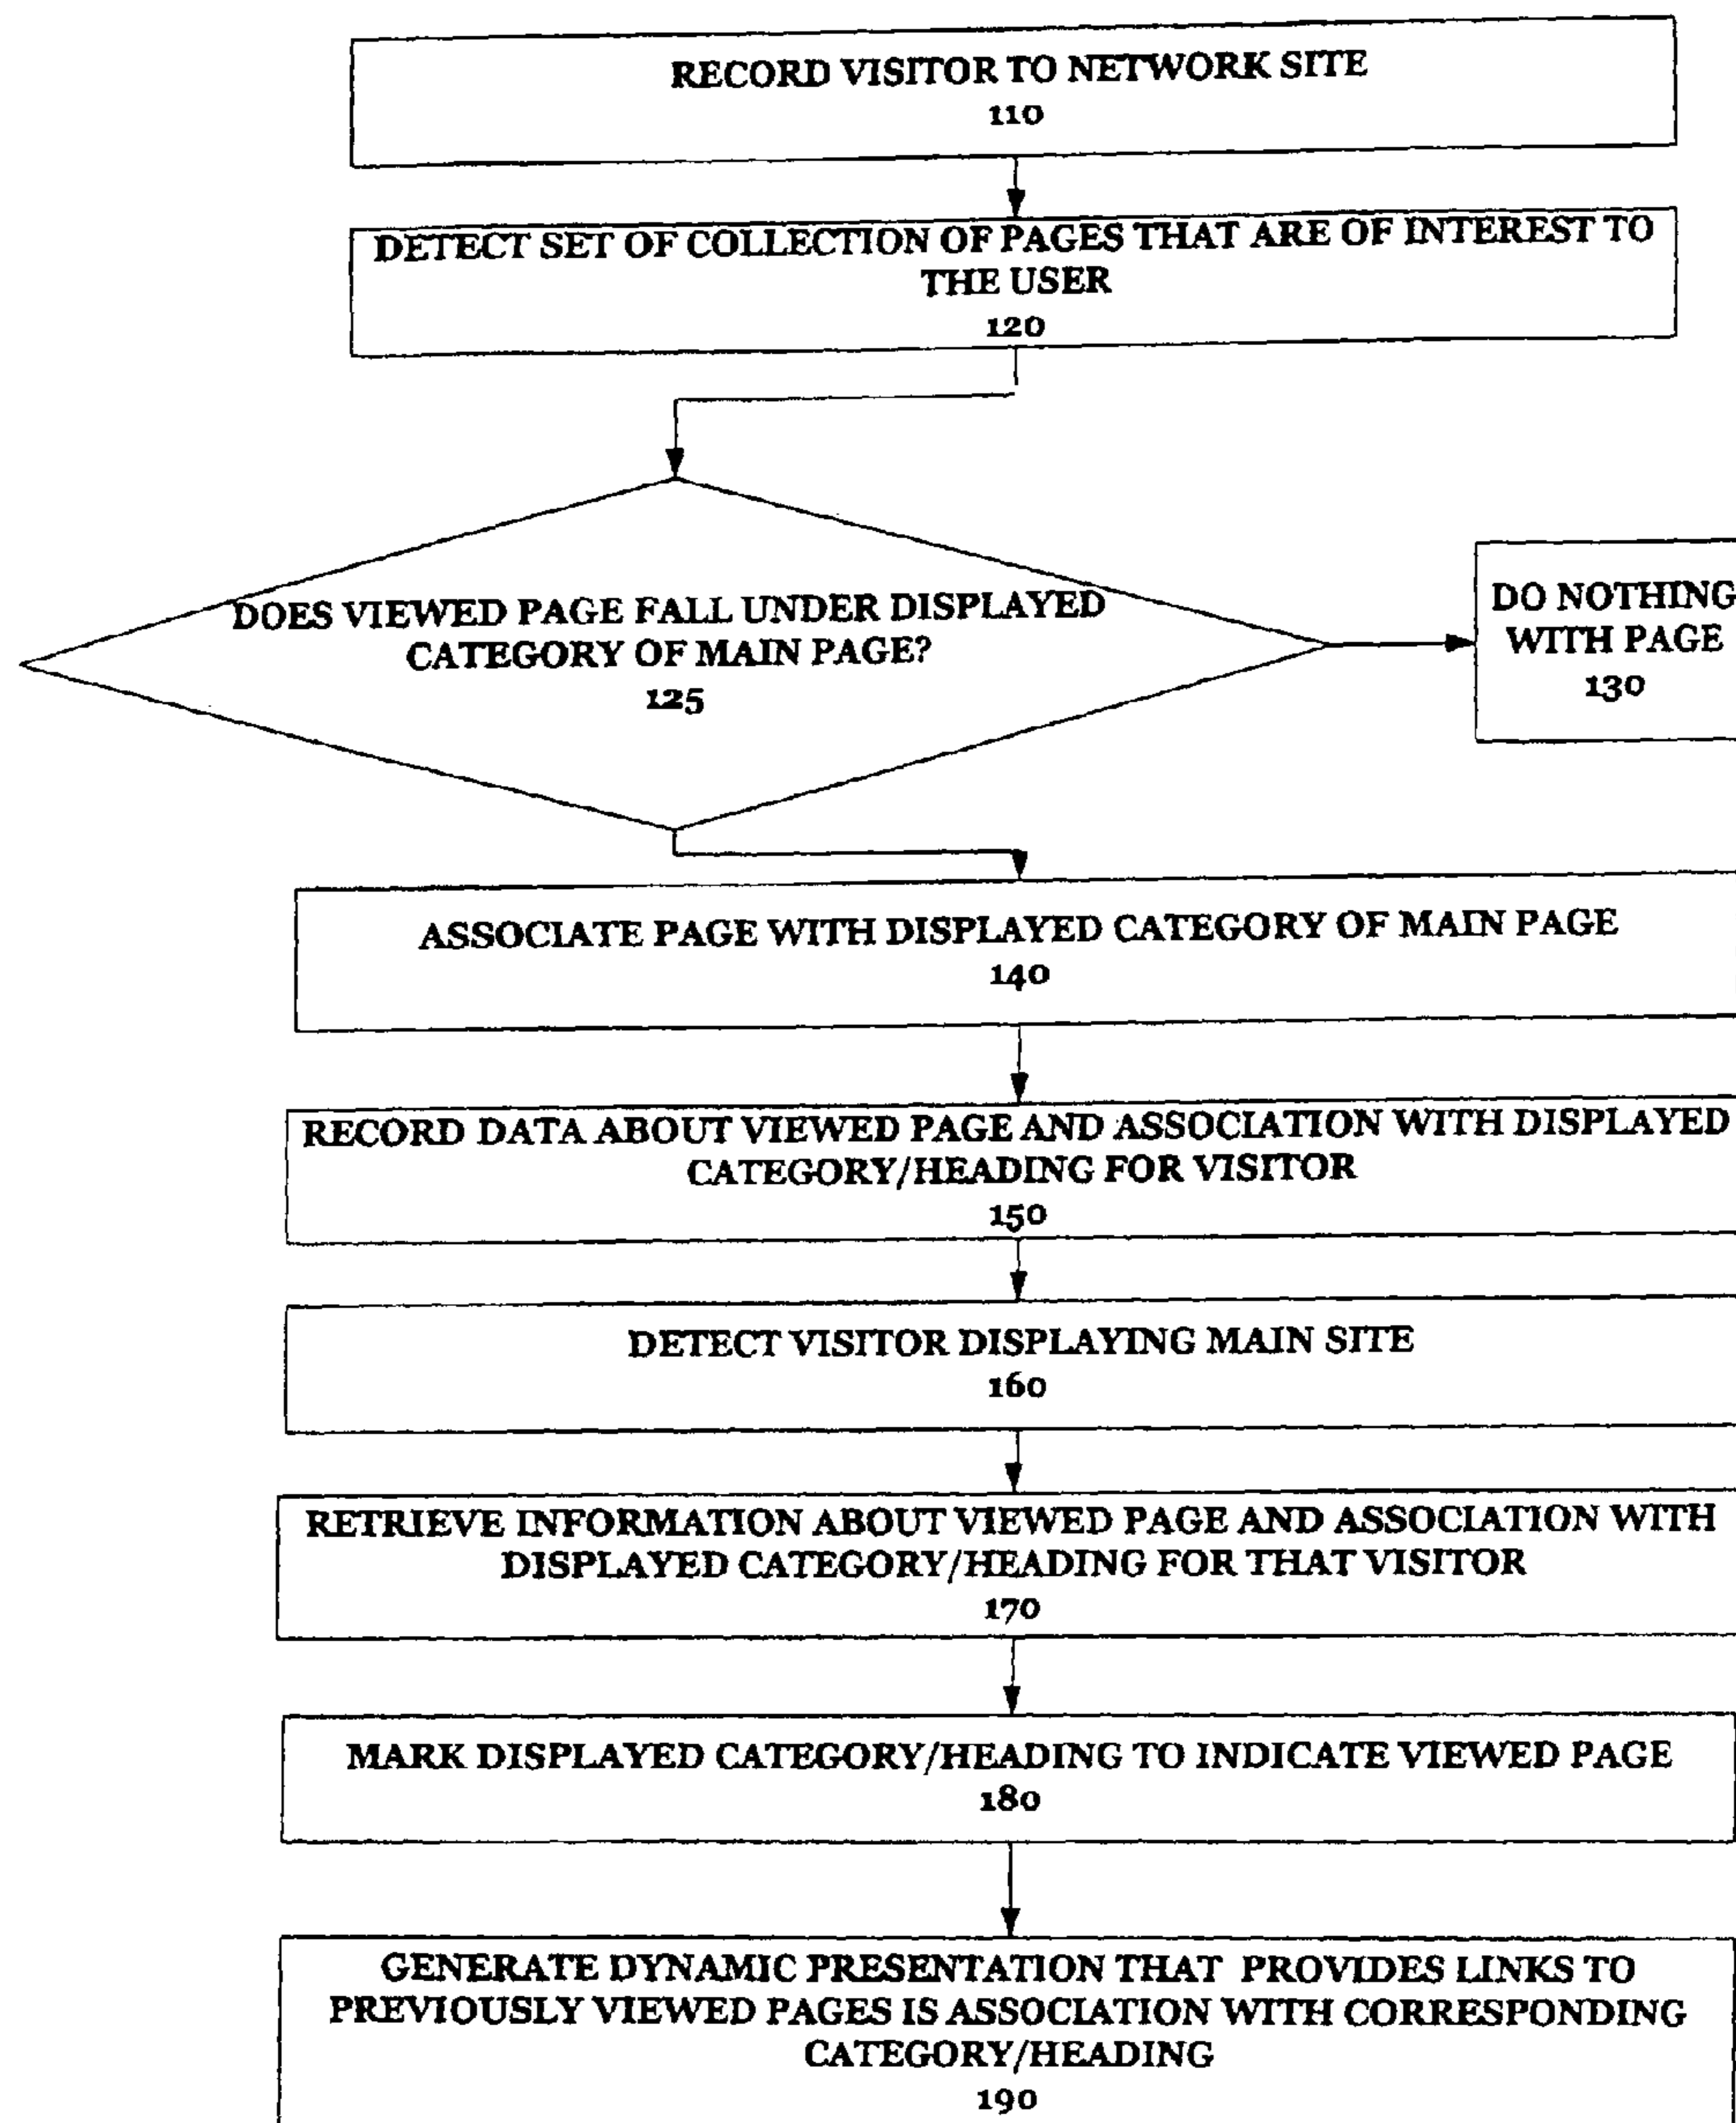 RECORD VISITOR TO NETWORK SITE
110
DETECT SET OF COLLECTION OF PAGES THAT ARE OF INTEREST TO
THE USER
120
DOES VIEWED PAGE FALL UNDER DISPLAYED
CATEGORY OF MAIN PAGE?
125
DO NOTHING
WITH PAGE
130
ASSOCIATE PAGE WITH DISPLAYED CATEGORY OF MAIN PAGE
140
RECORD DATA ABOUT VIEWED PAGE AND ASSOCIATION WITH DISPLAYED
CATEGORY/HEADING FOR VISITOR
150
DETECT VISITOR DISPLAYING MAIN SITE
160
RETRIEVE INFORMATION ABOUT VIEWED PAGE AND ASSOCIATION WITH
DISPLAYED CATEGORY/HEADING FOR THAT VISITOR
170
MARK DISPLAYED CATEGORY/HEADING TO INDICATE VIEWED PAGE
180
GENERATE DYNAMIC PRESENTATION THAT PROVIDES LINKS TO
PREVIOUSLY VIEWED PAGES IS ASSOCIATION WITH CORRESPONDING
CATEGORY/HEADING
190